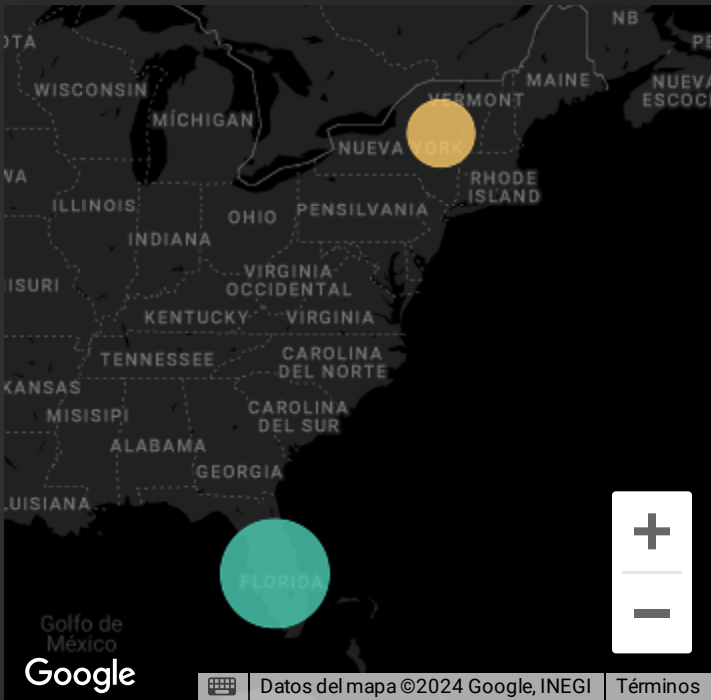 NB
OTA
PE
MAINE
WISCONSIN
NUEVA
ESCOCI
VERMONT
MÍCHIGAN
NUEVA YORK
WA
RHODE
ISLAND
ILLINOIS
PENSILVANIA
OHIO
INDIANA
VIRGINIA
OCCIDENTAL
ISURI
KENTUCKY
VIRGINIA
TENNESSEE
CAROLINA
DEL NORTE
KANSAS
MISISIPI
CAROLINA
DEL SUR
ALABAMA
GEORGIA
LUISIANA
FLORIDA
Golfo de
México
Google
Datos del mapa ©2024 Google, INEGI
Términos